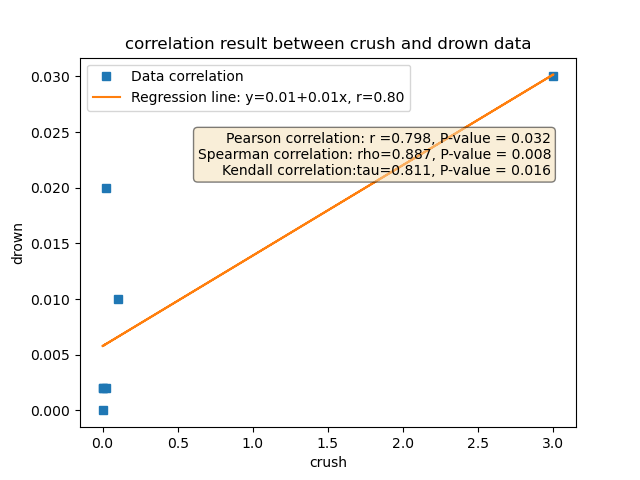 correlation result between crush and drown data
Data correlation
Regression line: y=0.01+0.01x, r=0.80
Pearson correlation: r =0.798, P-value = 0.032
Spearman correlation: rho=0.887, P-value = 0.008
Kendall correlation:tau=0.811, P-value = 0.016
drown
0.030
0.025
0.020
0.015
0.010
0.005
0.000
0.0 0.5 1.0 1.5 2.0 2.5 3.0
crush